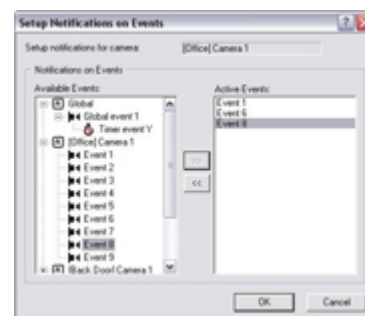 Setup Notifications on Events
Setup notifications for camera: [Office] Camera 1
Notifications on Events
Available Events:
Global
Global event 1
Timer event Y
[Office] Camera 1
Event 1
Event 2
Event 3
Event 4
Event 5
Event 6
Event 7
Event 8
Event 9
[Back Door] Camera 1
>>
<<
Active Events:
Event 1
Event 6
Event 8
OK
Cancel